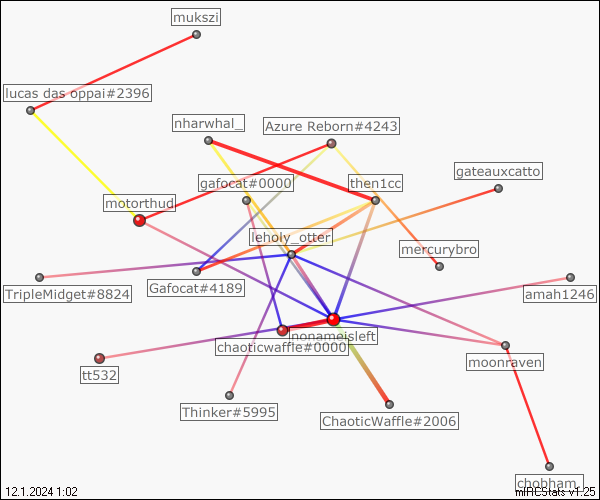 mukszi
lucas das oppai#2396
nharwhal_
Azure Reborn#4243
gateauxcatto
gafocat#0000
then1cc
motorthud
leholy_otter
mercurybro
TripleMidget#8824
Gafocat#4189
amah1246
nonameisleft
chaoticwaffle#0000
moonraven
tt532
Thinker#5995
ChaoticWaffle#2006
chobham_
12.1.2024 1:02
mIRCStats v1.25